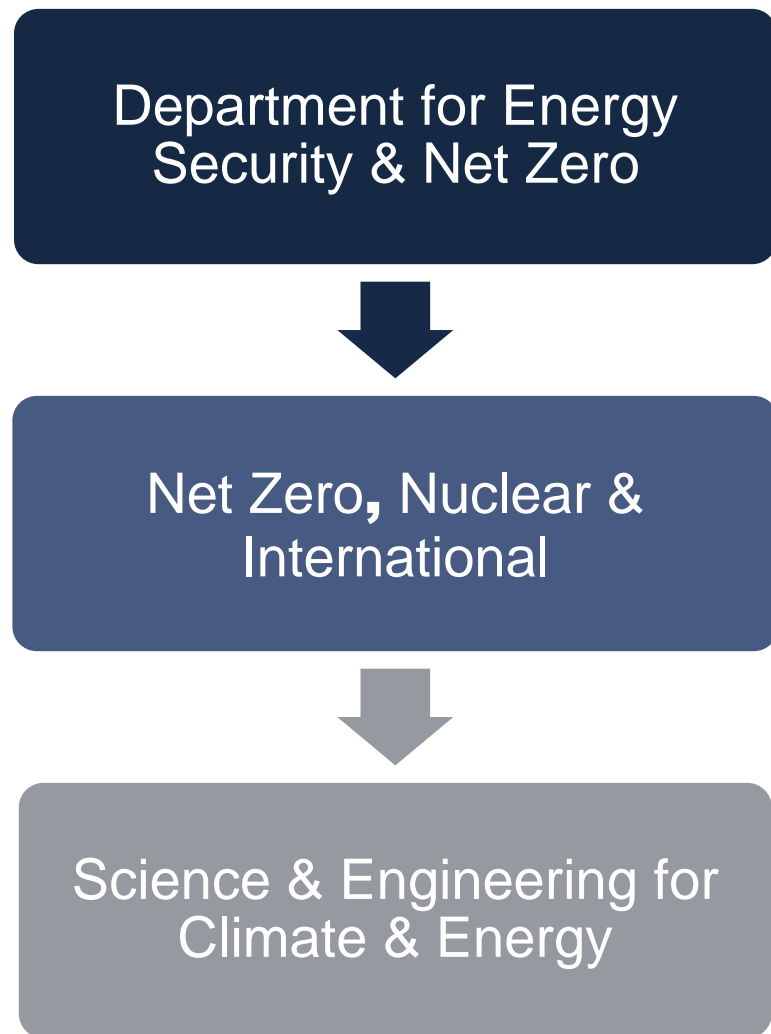 Department for Energy
Security & Net Zero
Net Zero, Nuclear &
International
Science & Engineering for
Climate & Energy